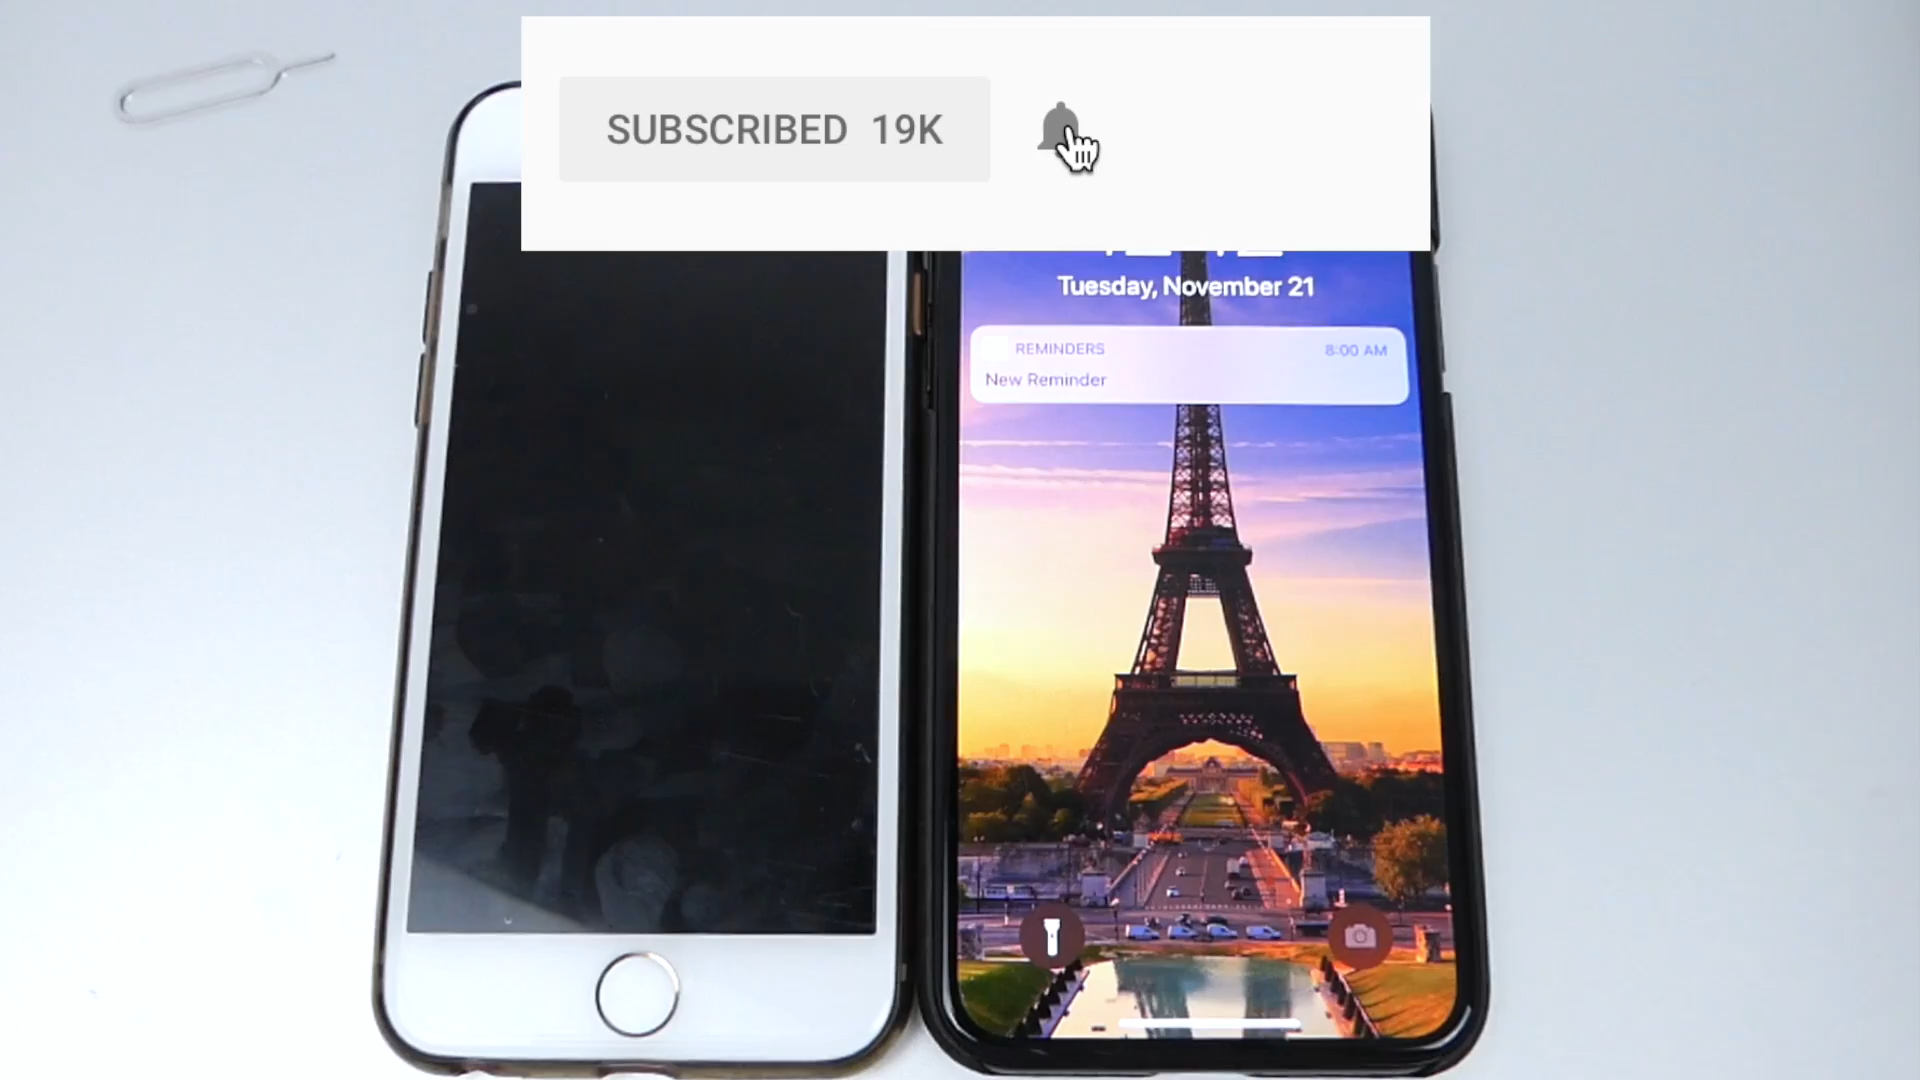 SUBSCRIBED 19K
Tuesday, November 21
REMINDERS 8:00 AM
New Reminder